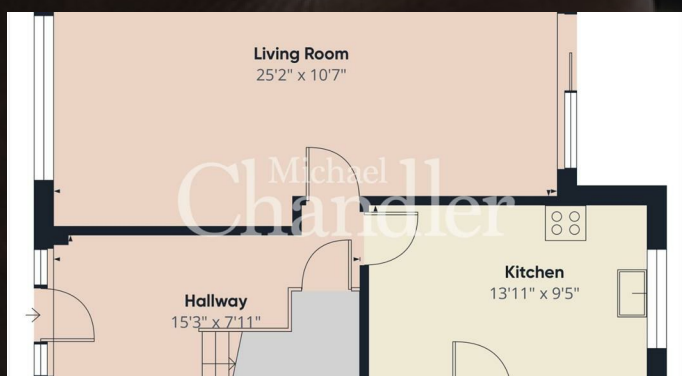 Living Room
25'2" x 10'7"
Michael
Chandler
Kitchen
13'11" x 9'5"
Hallway
15'3" x 7'11"